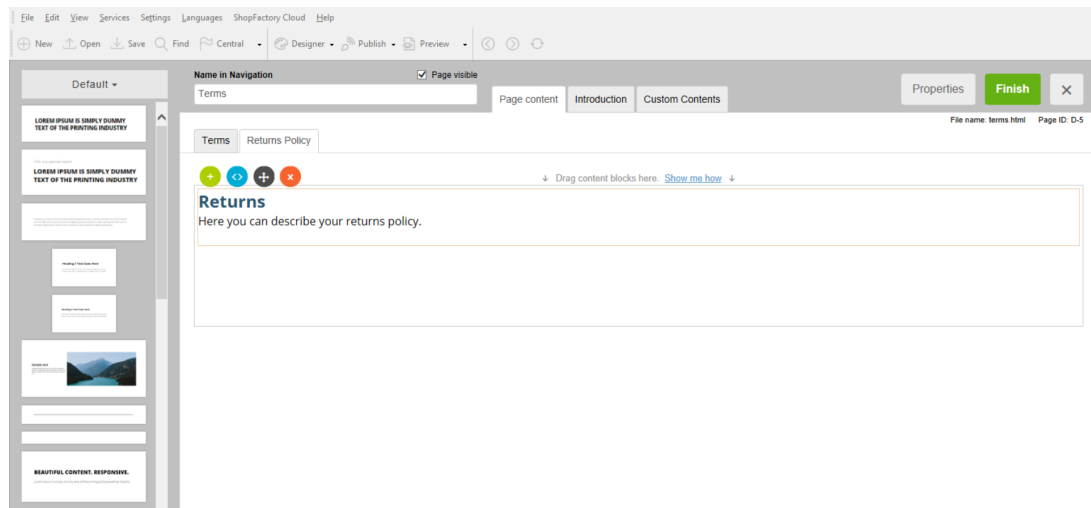 File Edit View Services Settings Languages ShopFactory Cloud Help
New Open Save Find Central Designer Publish Preview
Default
Name in Navigation
Page visible
Terms
Page content Introduction Custom Contents
Properties Finish
File name: terms.html Page ID: D-5
LOREM IPSUM IS SIMPLY DUMMY
TEXT OF THE PRINTING INDUSTRY
Terms Returns Policy
LOREM IPSUM IS SIMPLY DUMMY
TEXT OF THE PRINTING INDUSTRY
Drag content blocks here. Show me how
Returns
Here you can describe your returns policy.
BEAUTIFUL CONTENT. RESPONSIVE.